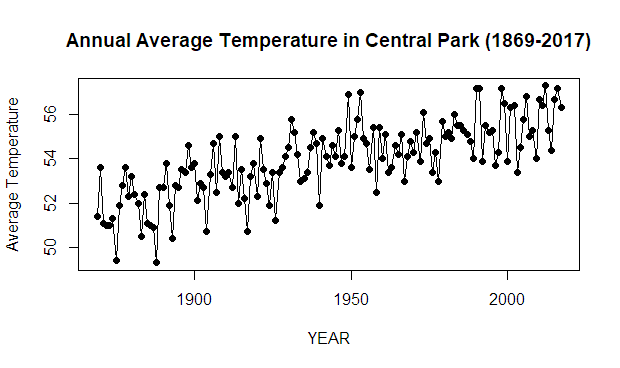 Annual Average Temperature in Central Park (1869-2017)
Average Temperature
56
54
52
50
1900 1950 2000
YEAR